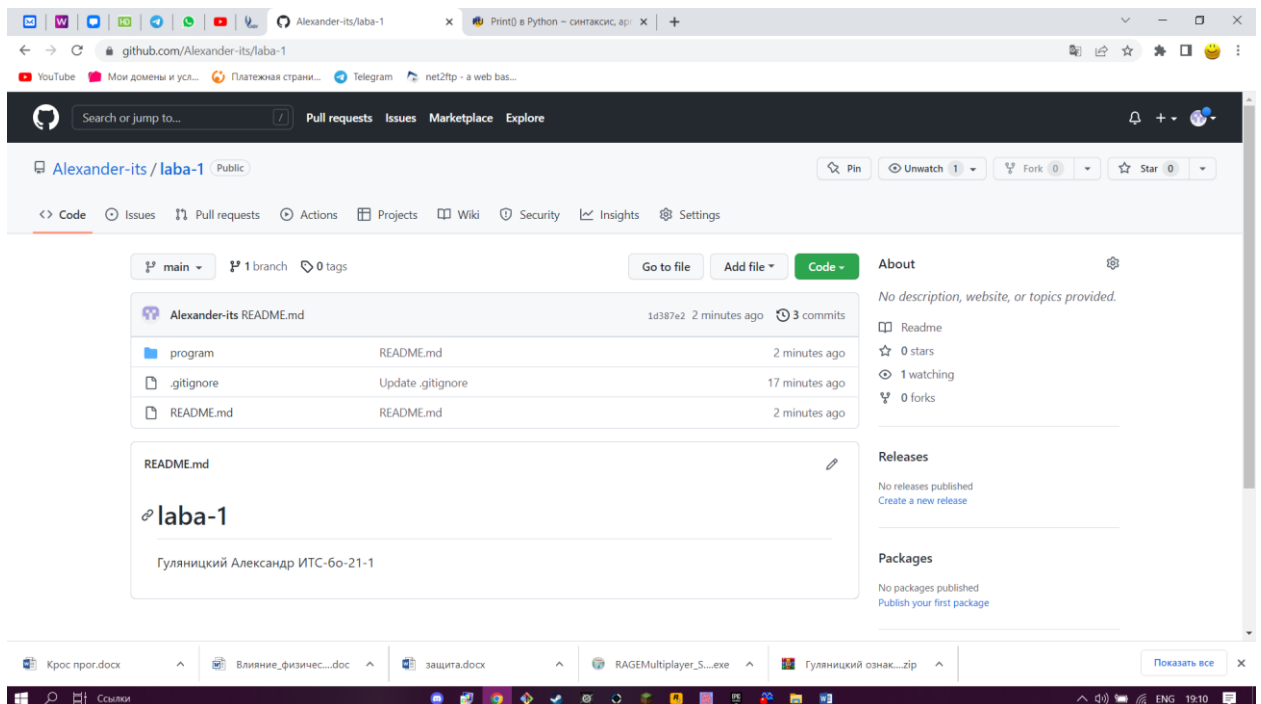 Alexander-its/laba-1
Print() в Python – синтаксис, арг
github.com/Alexander-its/laba-1
YouTube Мои домены и усл... Платежная страни... Telegram net2ftp - a web bas...
Search or jump to... / Pull requests Issues Marketplace Explore
Alexander-its / laba-1 Public Pin Unwatch 1 Fork 0 Star 0
<> Code Issues Pull requests Actions Projects Wiki Security Insights Settings
main 1 branch 0 tags Go to file Add file Code
Alexander-its README.md 1d387e2 2 minutes ago 3 commits
program README.md 2 minutes ago
.gitignore Update .gitignore 17 minutes ago
README.md README.md 2 minutes ago
README.md
laba-1
Гуляницкий Александр ИТС-бо-21-1
About
No description, website, or topics provided.
Readme
0 stars
1 watching
0 forks
Releases
No releases published
Create a new release
Packages
No packages published
Publish your first package
Крос прог.docx Влияние_физичес....doc защита.docx RAGEMultiplayer_S....exe Гуляницкий ознак....zip Показать все
Ссылки ENG 19:10